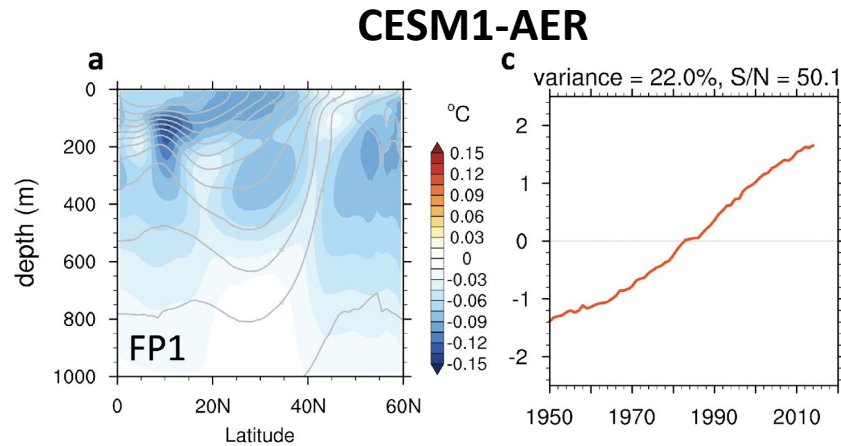 CESM1-AER
a
0
200
400
600
800
1000
depth (m)
FP1
0
20N
40N
60N
Latitude
°C
0.15
0.12
0.09
0.06
0.03
0
-0.03
-0.06
-0.09
-0.12
-0.15
c
variance = 22.0%, S/N = 50.1
2
1
0
-1
-2
1950
1970
1990
2010